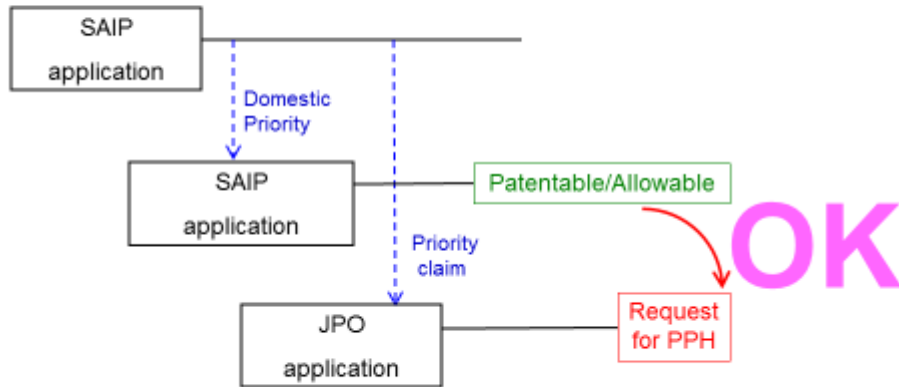 SAIP
application
Domestic
Priority
SAIP
application
Patentable/Allowable
OK
Priority
claim
JPO
application
Request
for PPH